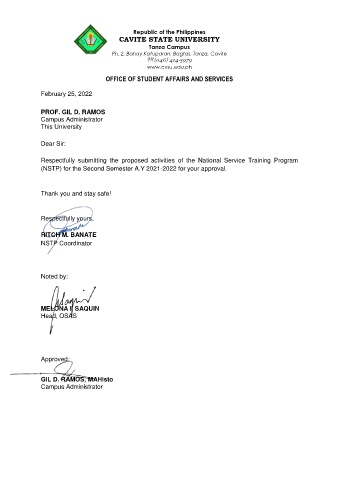 Republic of the Philippines
CAVITE STATE UNIVERSITY
Tanza Campus
Ph. 2, Bahay Katuparan, Bagtas, Tanza, Cavite
☏ (046) 414-3979
www.cvsu.edu.ph
OFFICE OF STUDENT AFFAIRS AND SERVICES
February 25, 2022
PROF. GIL D. RAMOS
Campus Administrator
This University
Dear Sir:
Respectfully submitting the proposed activities of the National Service Training Program
(NSTP) for the Second Semester A.Y 2021-2022 for your approval.
Thank you and stay safe!
Respectfully yours,
RITCH M. BANATE
NSTP Coordinator
Noted by:
MELONA I. SAQUIN
Head, OSAS
Approved:
GIL D. RAMOS, MAHisto
Campus Administrator